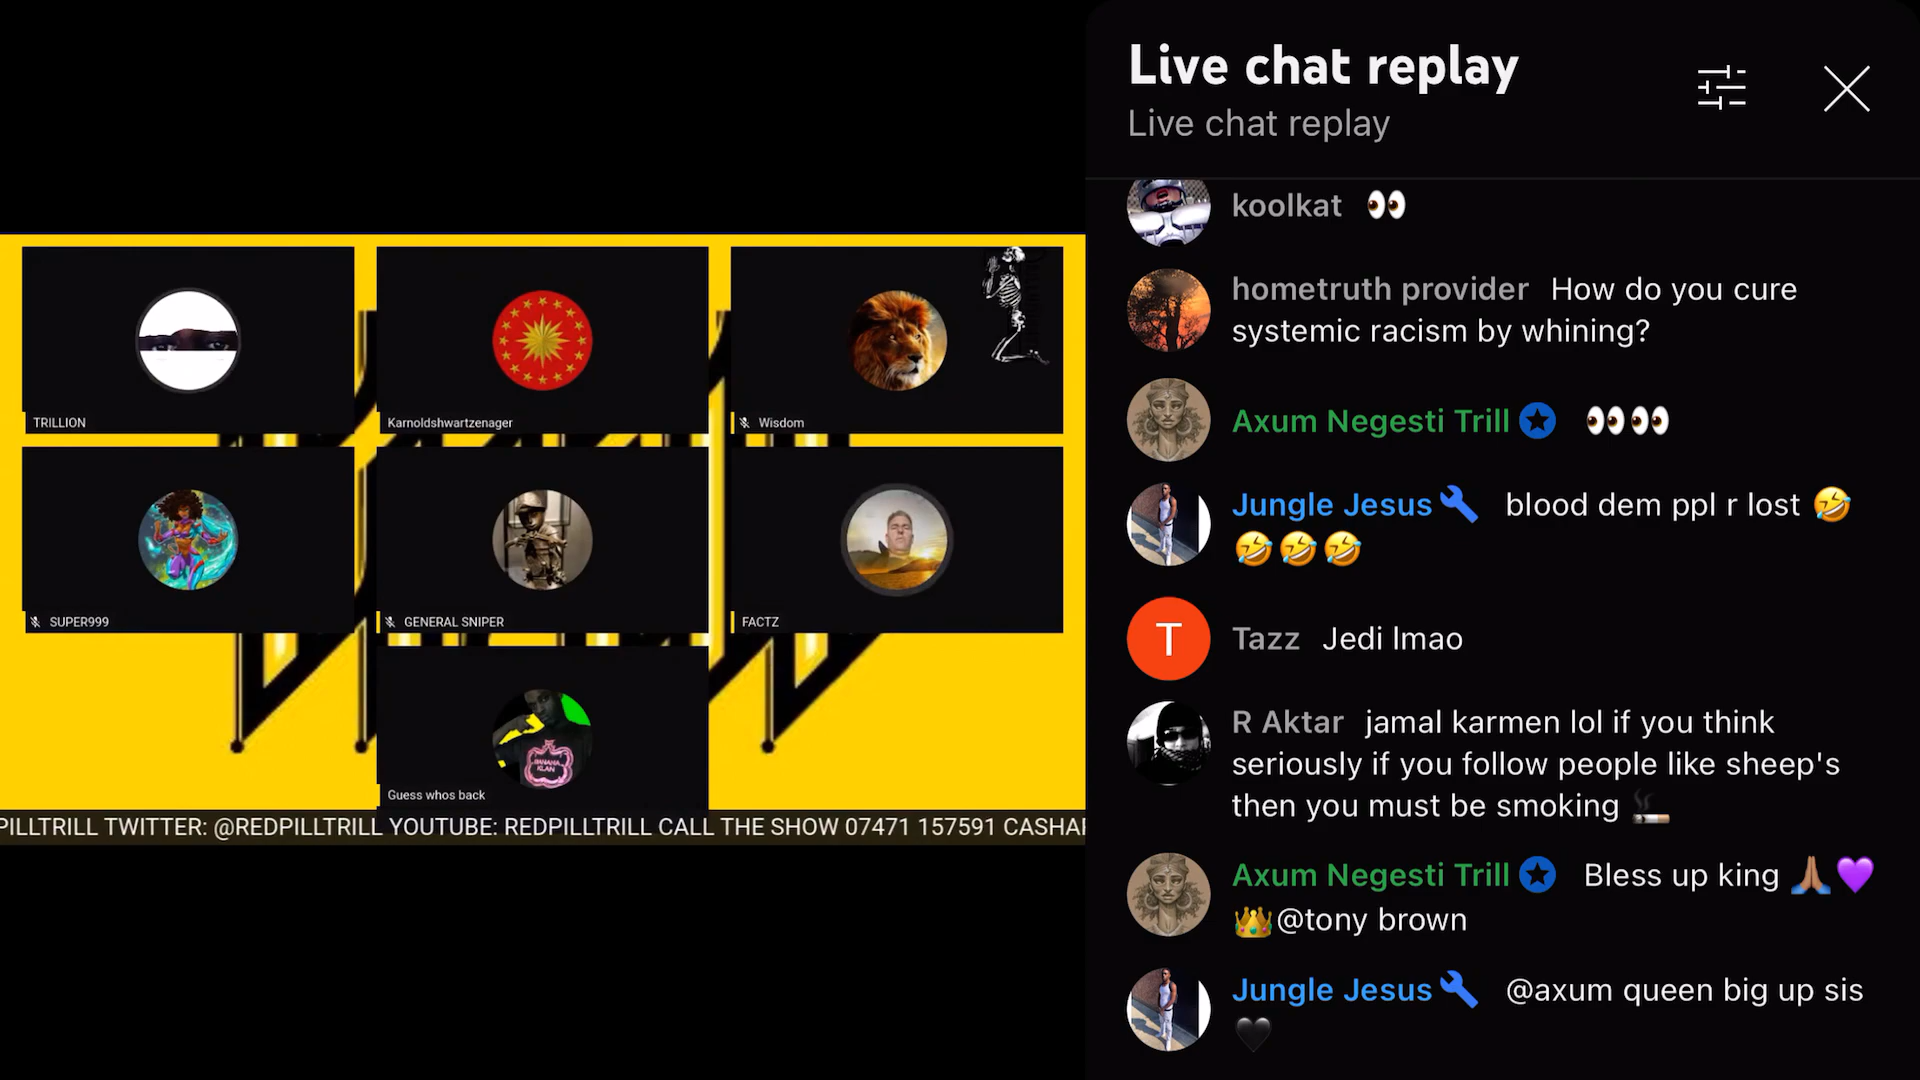 TRILLION
Karnoldshwartzenager
Wisdom
SUPER999
GENERAL SNIPER
FACTZ
BANANA
KLAN
Guess whos back
PILLTRILL TWITTER: @REDPILLTRILL YOUTUBE: REDPILLTRILL CALL THE SHOW 07471 157591
Live chat replay
Live chat replay
koolkat 👀
hometruth provider How do you cure
systemic racism by whining?
Axum Negesti Trill 👀👀
Jungle Jesus blood dem ppl r lost 🤣
🤣🤣🤣
T
Tazz Jedi lmao
R Aktar jamal karmen lol if you think
seriously if you follow people like sheep's
then you must be smoking 🚬
Axum Negesti Trill Bless up king 🙏🏽💜
👑@tony brown
Jungle Jesus @axum queen big up sis
🖤